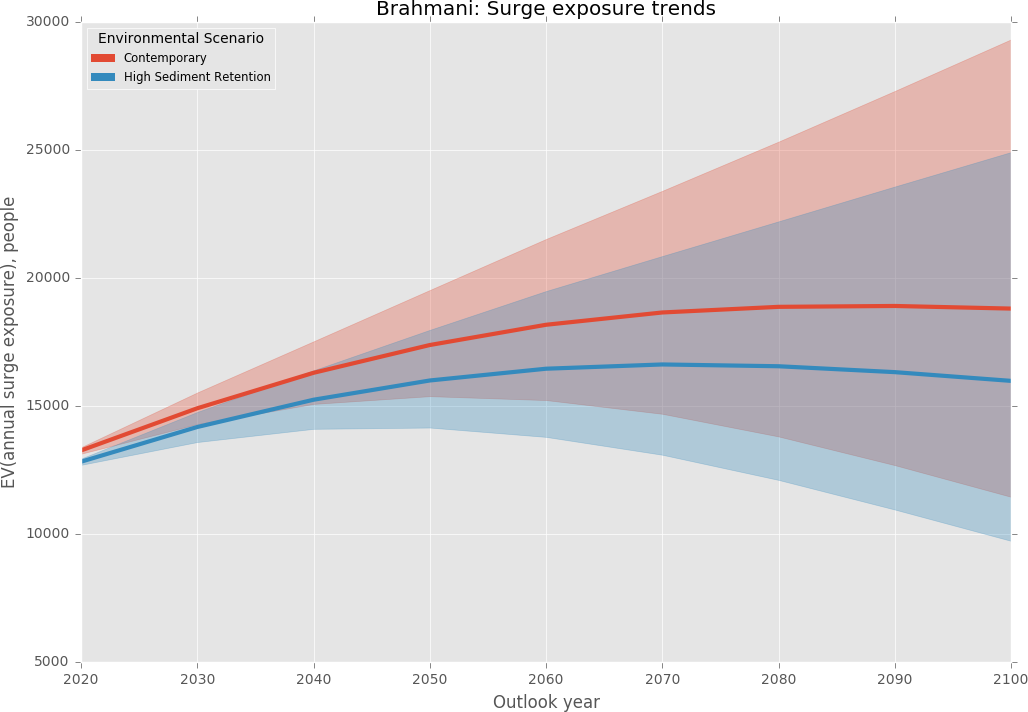 Brahmani: Surge exposure trends
30000
25000
20000
15000
10000
5000
EV(annual surge exposure), people
Environmental Scenario
Contemporary
High Sediment Retention
2020 2030 2040 2050 2060 2070 2080 2090 2100
Outlook year